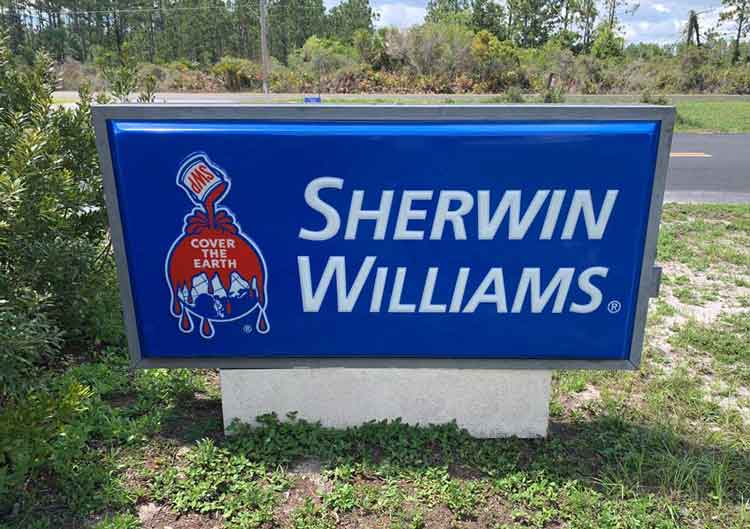 SWP
COVER
THE
EARTH
®
SHERWIN
WILLIAMS®